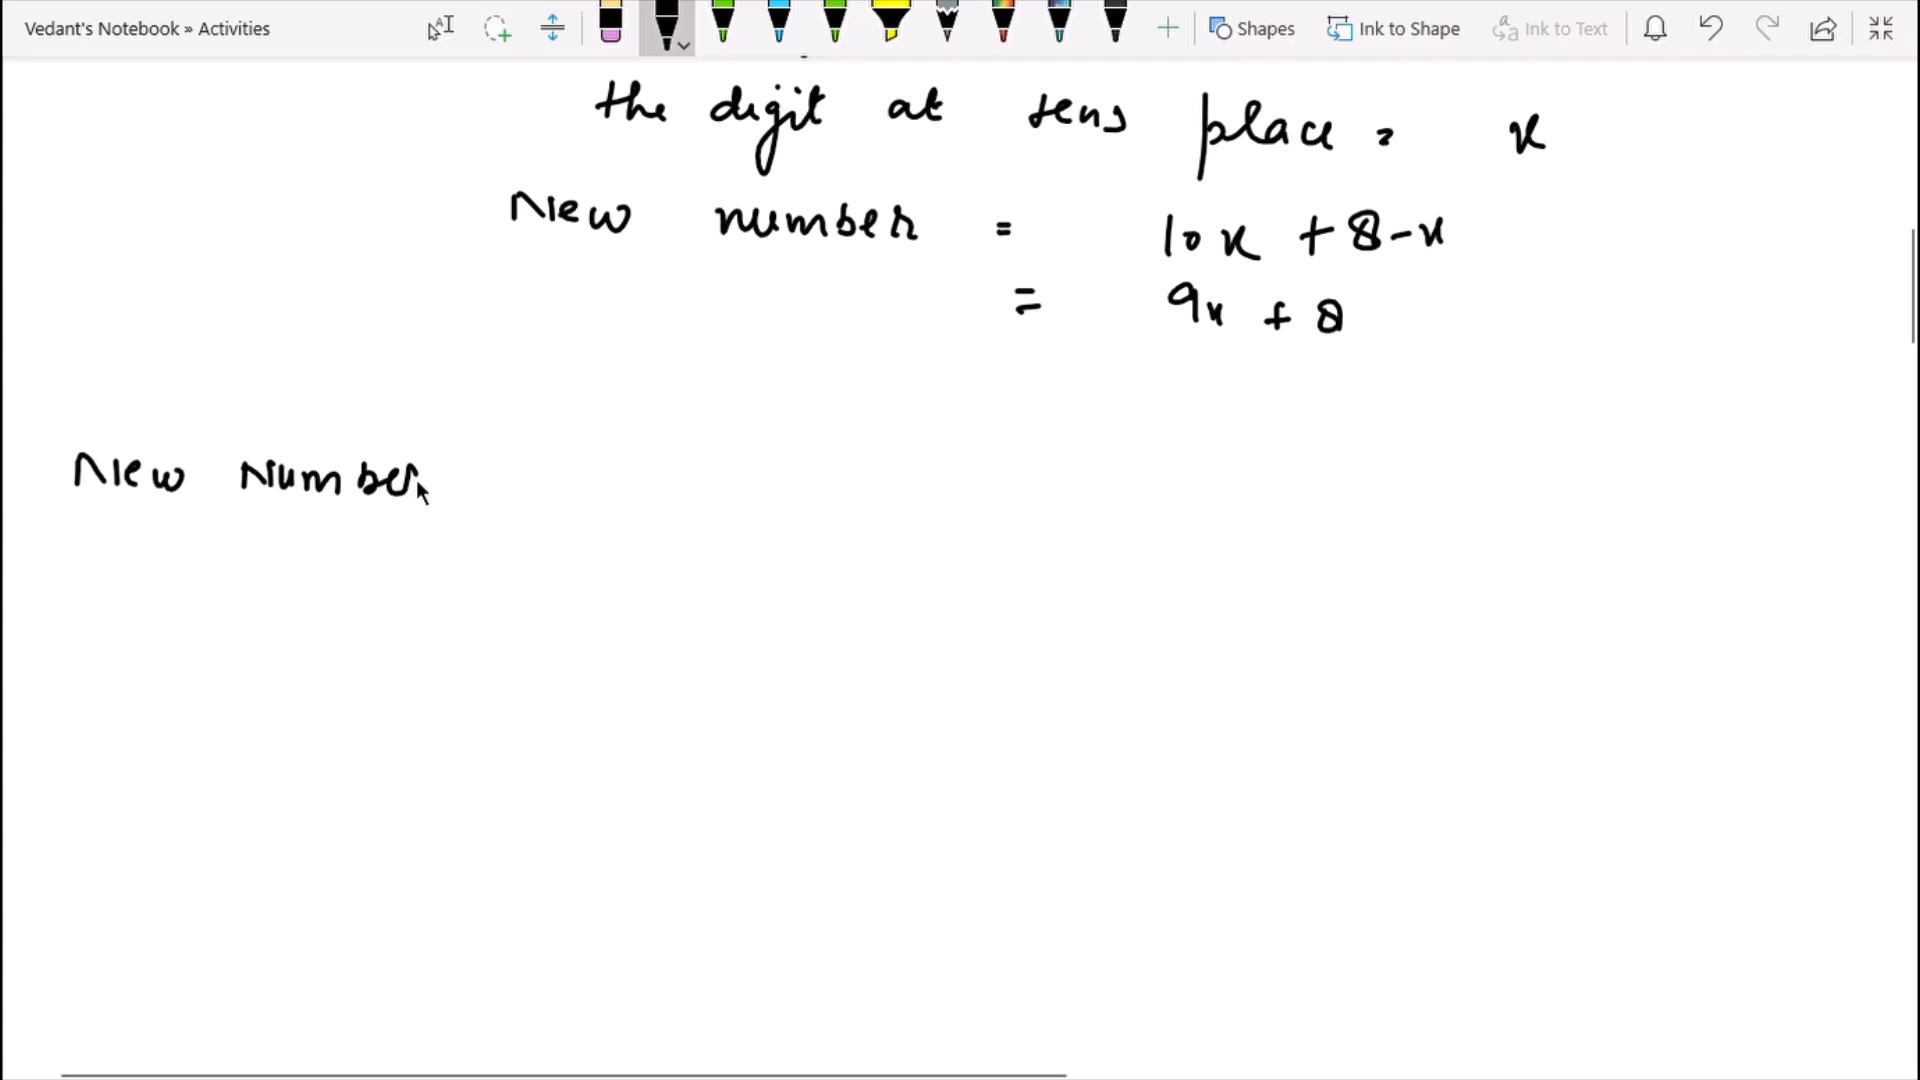 Vedant's Notebook » Activities
Shapes
Ink to Shape
Ink to Text
the digit at tens place = x
New number = 10x + 8-x
= 9x + 8
New Number